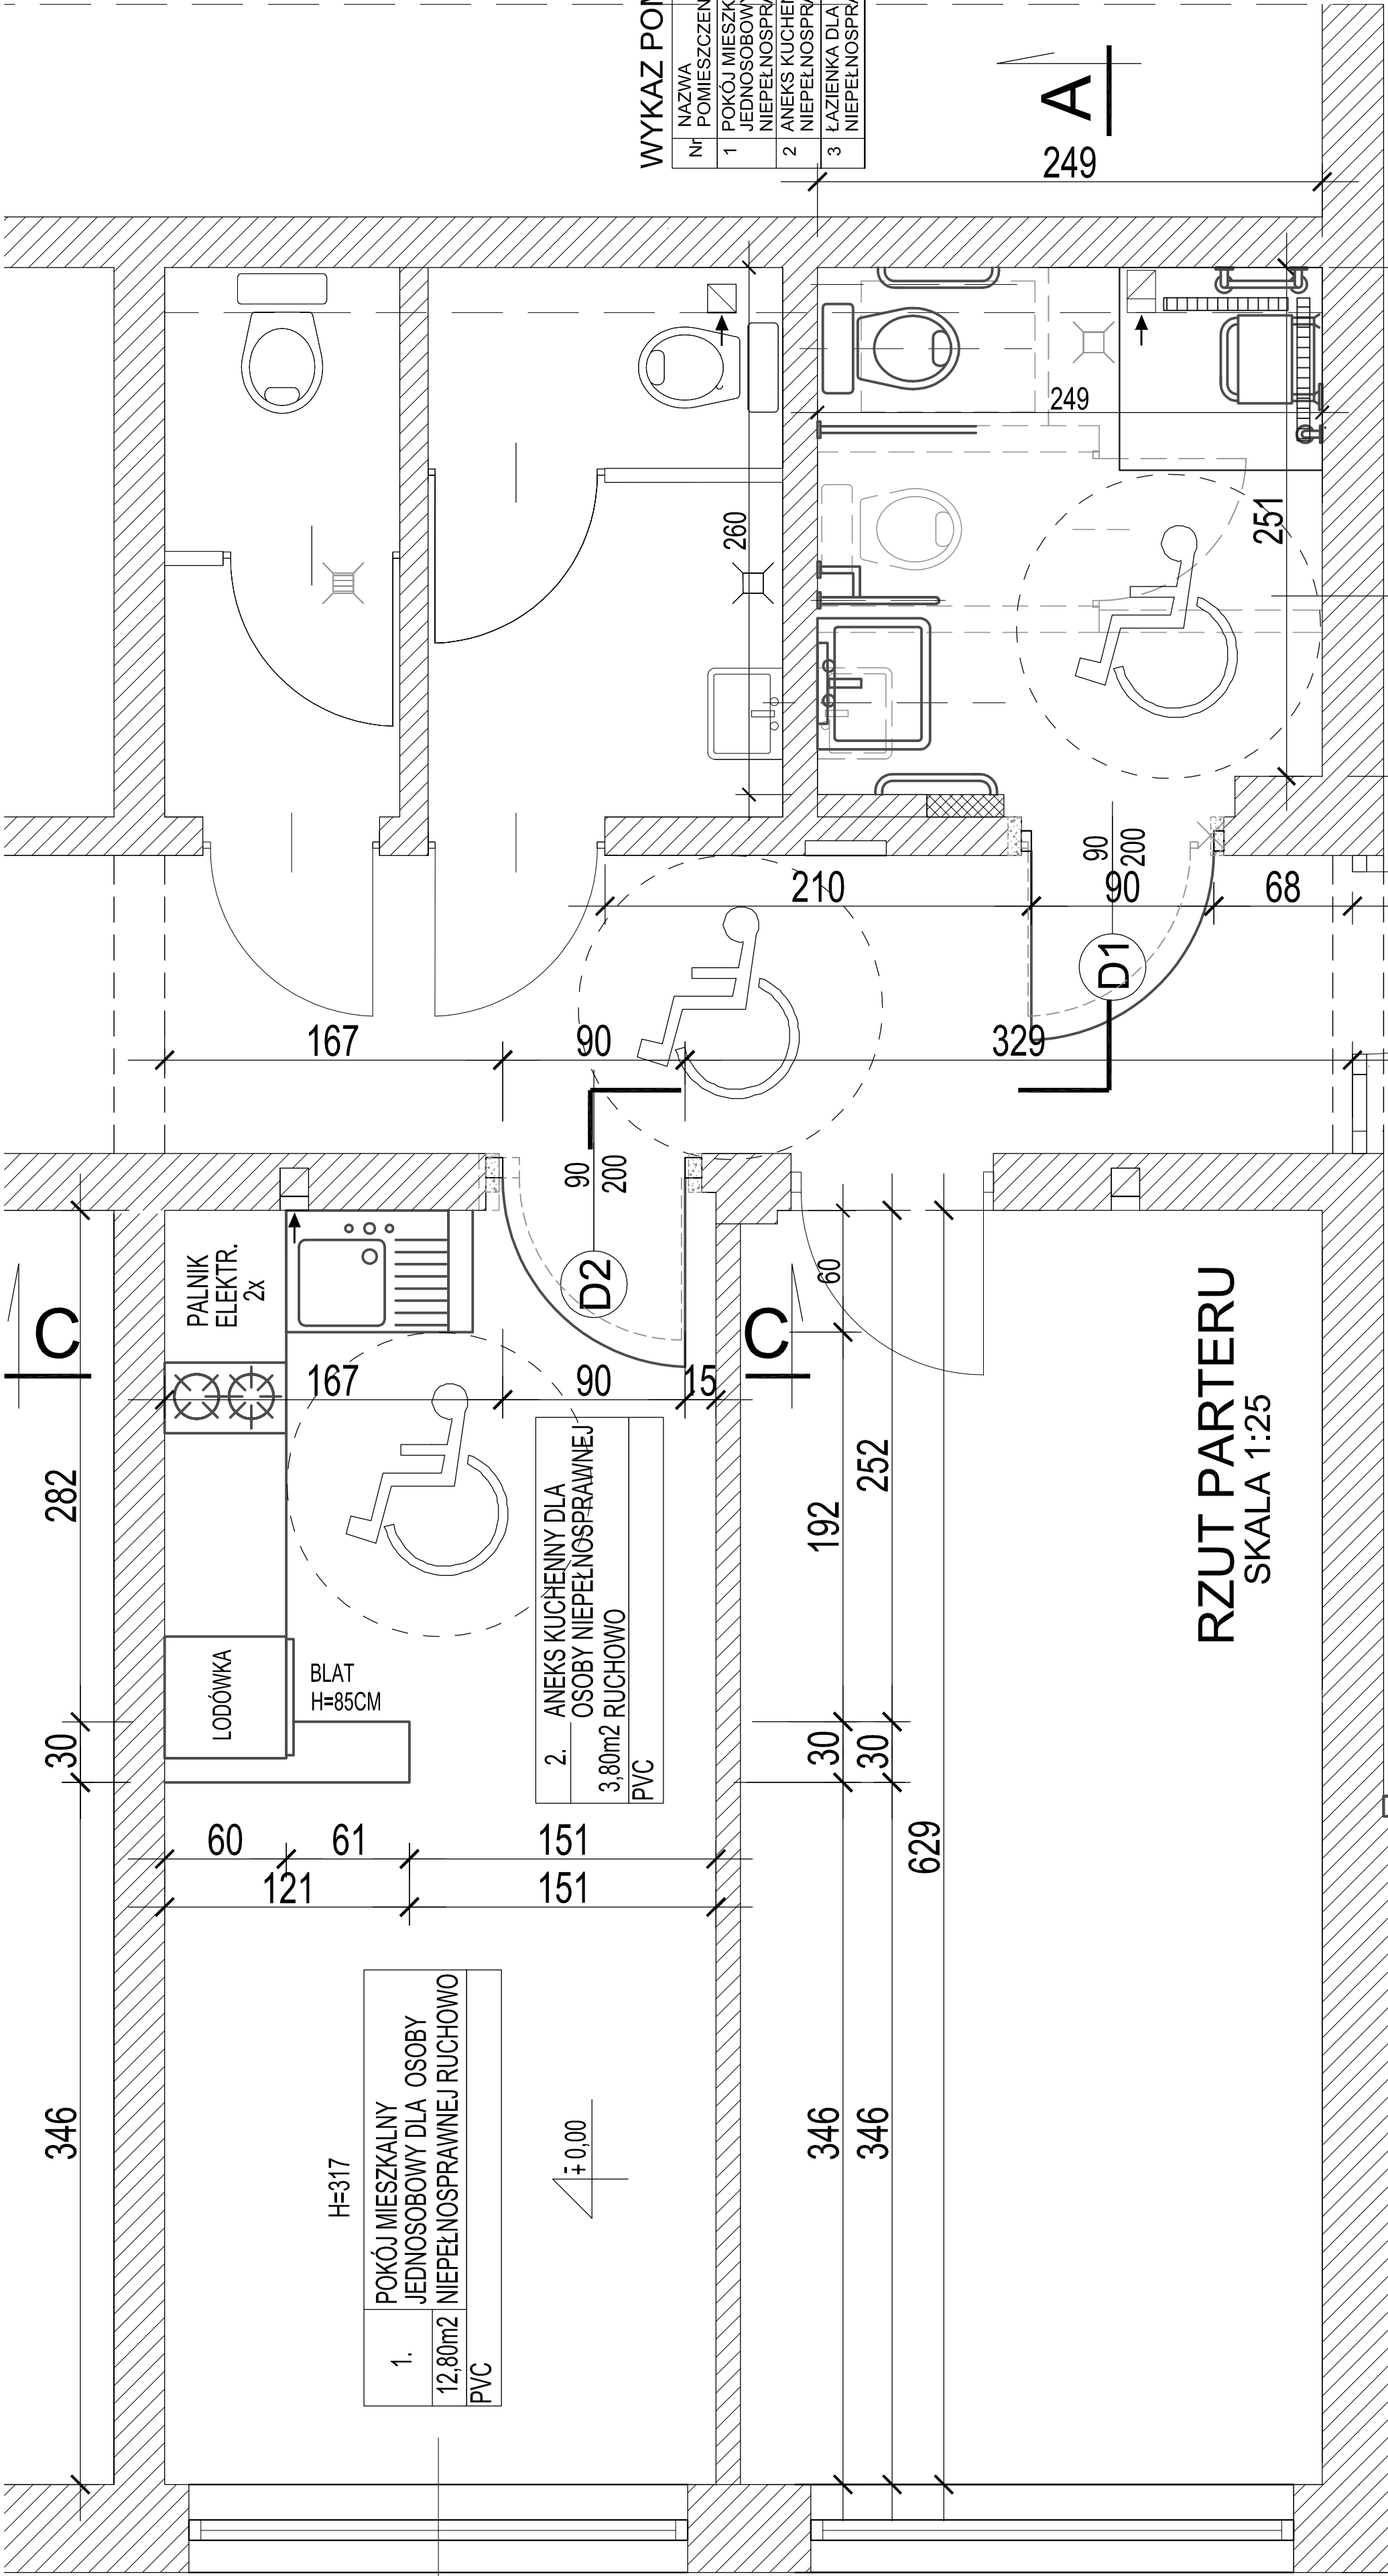 WYKAZ PO
Nr
NAZWA
POMIESZCZEN
1
POKÓJ MIESZK
JEDNOSOBOW
NIEPEŁNOSPRA
2
ANEKS KUCHEN
NIEPEŁNOSPRA
3
ŁAZIENKA DLA
NIEPEŁNOSPRA
A
249
249
260
251
90
200
210
90
68
D1
167
90
329
90
200
D2
PALNIK
ELEKTR.
2x
C
C
60
167
90
15
282
192
252
2.
ANEKS KUCHENNY DLA
OSOBY NIEPEŁNOSPRAWNEJ
3,80m2
RUCHOWO
PVC
RZUT PARTERU
SKALA 1:25
LODÓWKA
BLAT
H=85CM
30
30
30
60
61
151
121
151
629
346
346
346
H=317
1.
POKÓJ MIESZKALNY
JEDNOSOBOWY DLA OSOBY
12,80m2
NIEPEŁNOSPRAWNEJ RUCHOWO
PVC
∓ 0,00